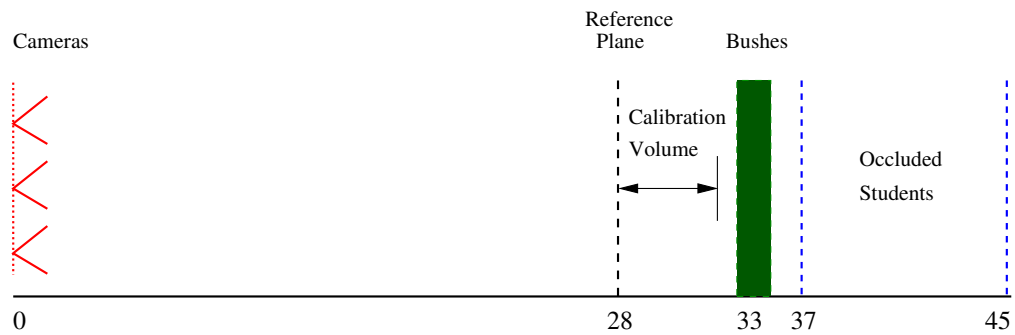 Cameras
Reference
Plane
Bushes
Calibration
Volume
Occluded
Students
0
28
33
37
45